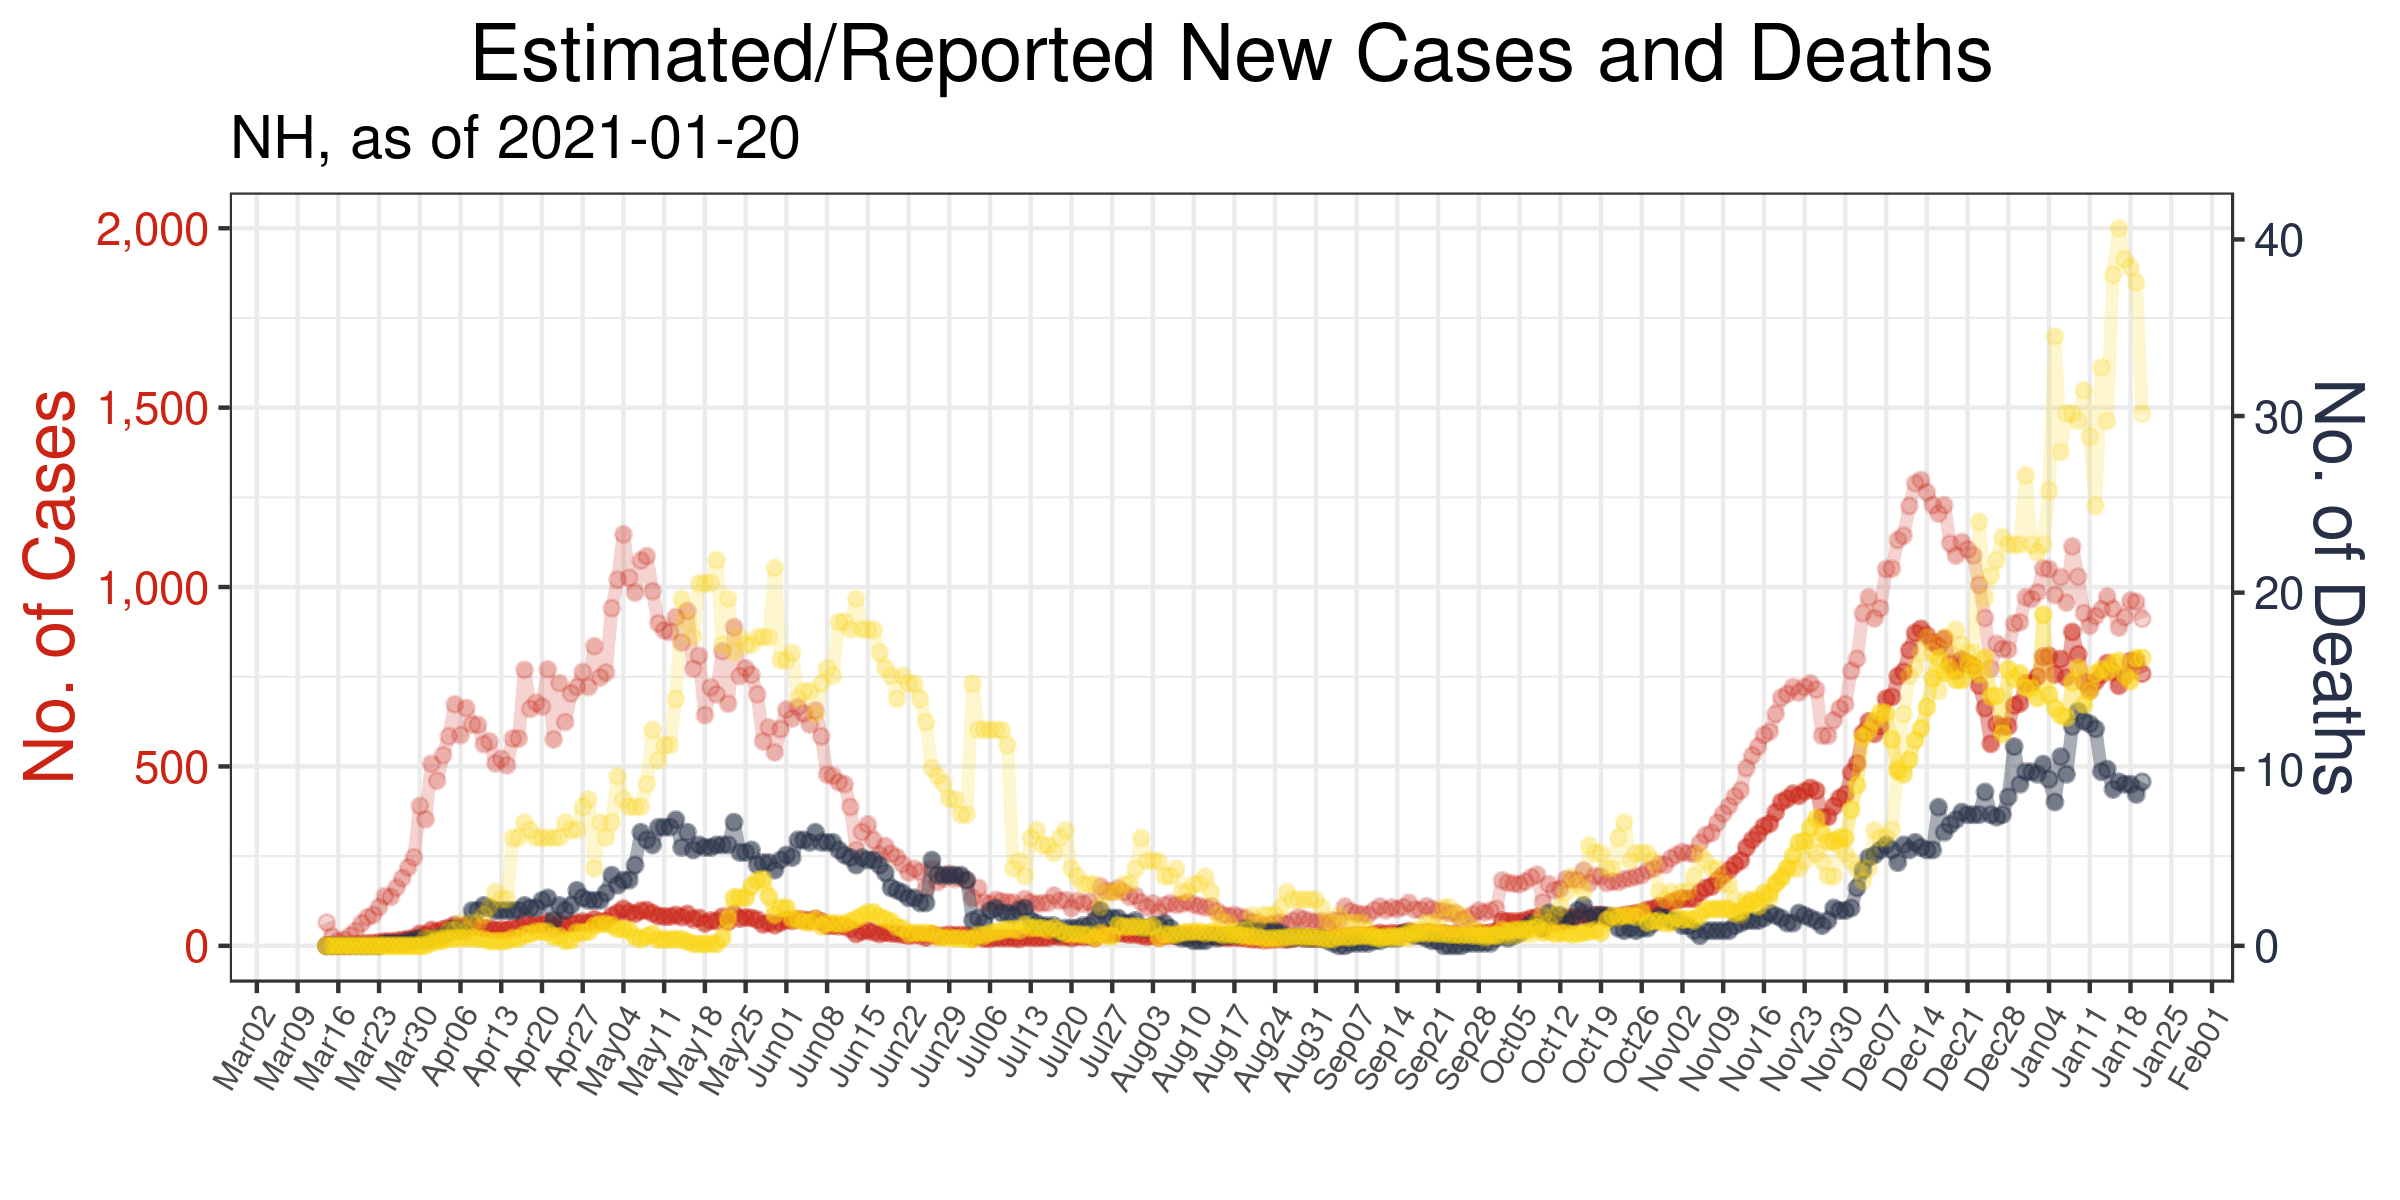 Estimated/Reported New Cases and Deaths
NH, as of 2021-01-20
No. of Cases
2,000
1,500
1,000
500
0
40
30
20
10
0
No. of Deaths
Mar02 Mar09 Mar16 Mar23 Mar30 Apr06 Apr13 Apr20 Apr27 May04 May11 May18 May25 Jun01 Jun08 Jun15 Jun22 Jun29 Jul06 Jul13 Jul20 Jul27 Aug03 Aug10 Aug17 Aug24 Aug31 Sep07 Sep14 Sep21 Sep28 Oct05 Oct12 Oct19 Oct26 Nov02 Nov09 Nov16 Nov23 Nov30 Dec07 Dec14 Dec21 Dec28 Jan04 Jan11 Jan18 Jan25 Feb01